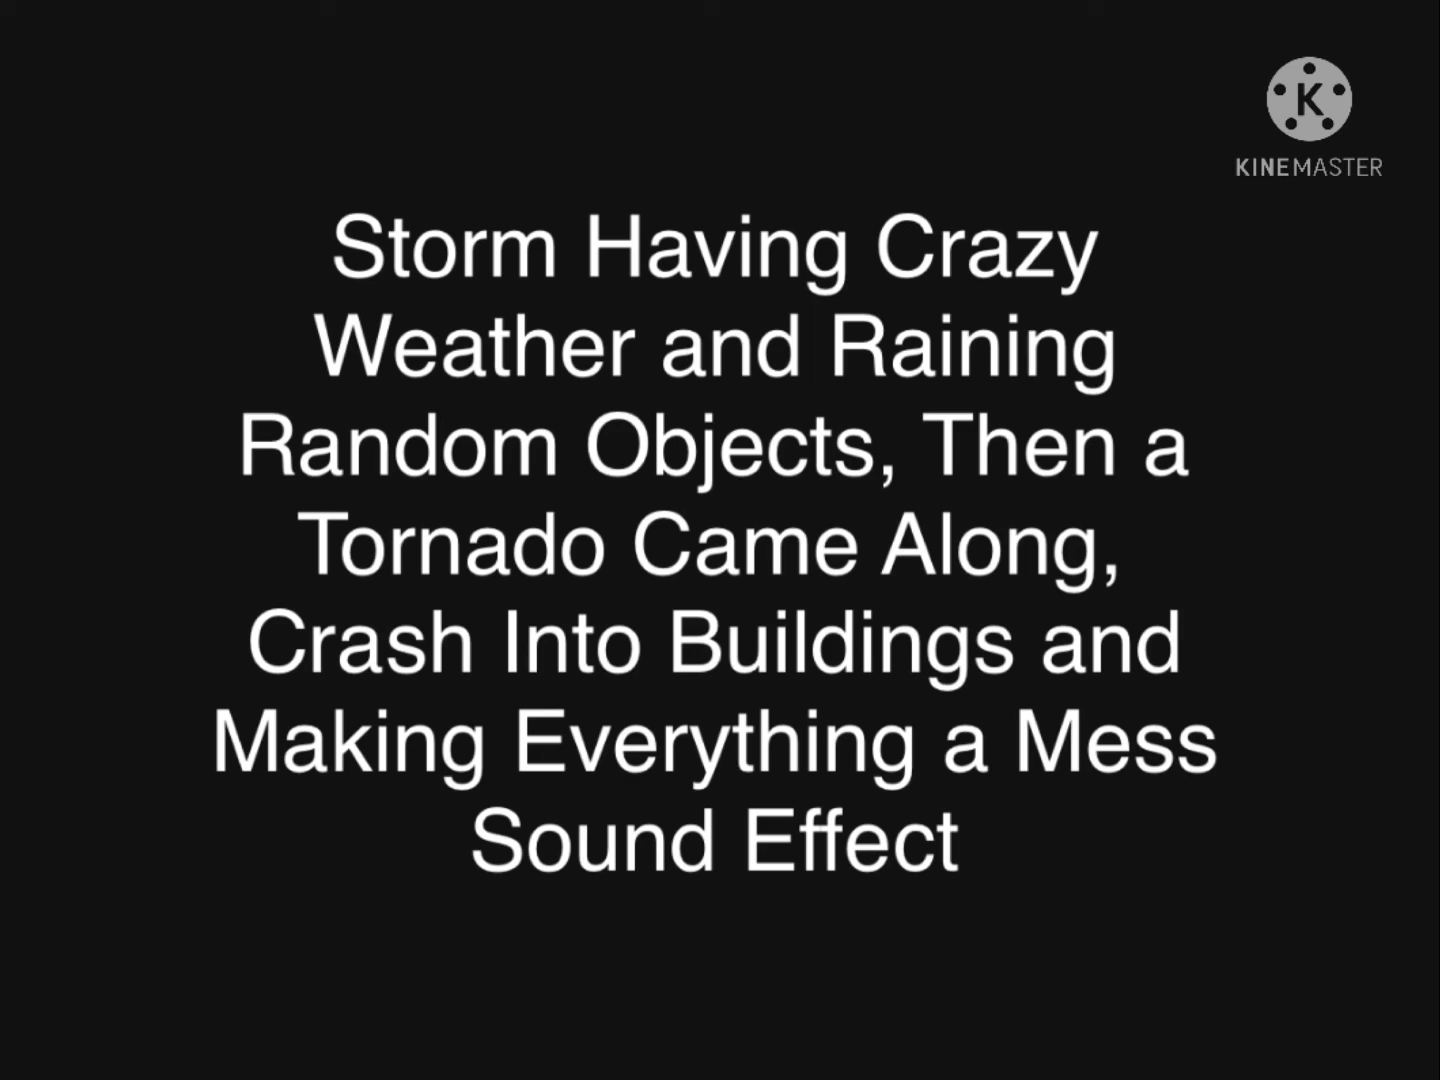 K
KINEMASTER
Storm Having Crazy
Weather and Raining
Random Objects, Then a
Tornado Came Along,
Crash Into Buildings and
Making Everything a Mess
Sound Effect